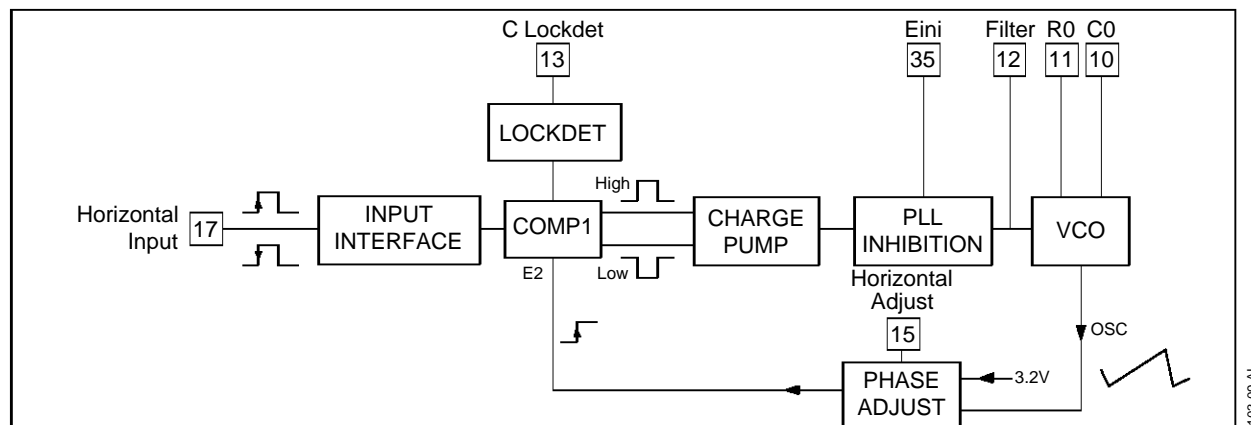 C Lockdet
13
Eini
35
Filter
12
R0
11
C0
10
LOCKDET
High
Horizontal
Input
17
INPUT
INTERFACE
COMP1
CHARGE
PUMP
PLL
INHIBITION
VCO
E2
Low
Horizontal
Adjust
15
OSC
PHASE
ADJUST
3.2V